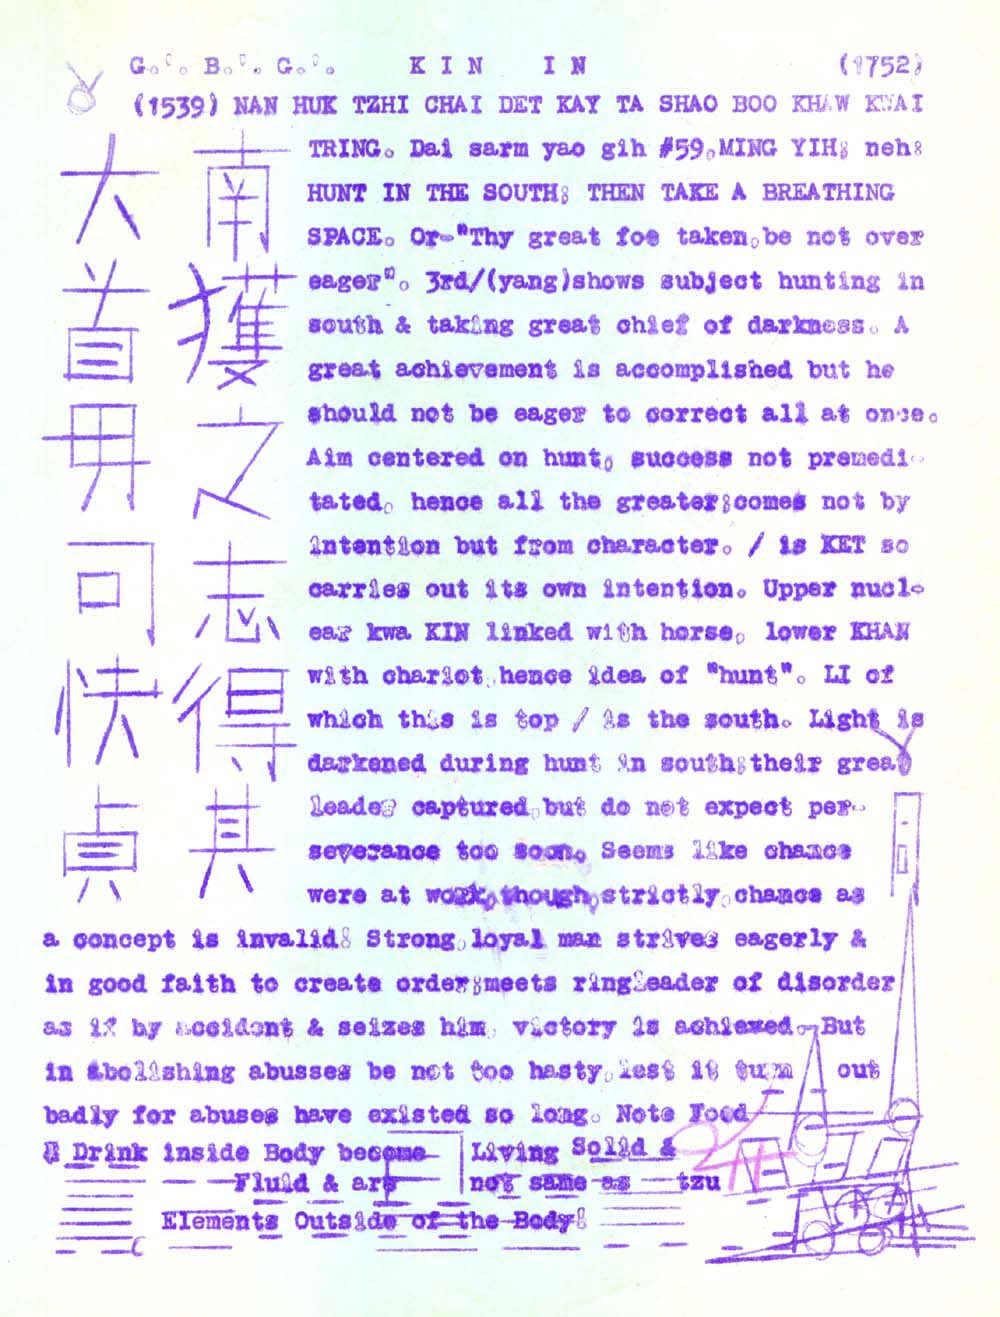 G.°. B.°. G.°. KIN IN (1752)
(1539) NAN HUK TZHI CHAI DET KAY TA SHAO BOO KHAW KWAI
南獲之志得其
大首毋可快貞
TRING. Dai sarm yao gih #59,MING YIH; neh:
HUNT IN THE SOUTH; THEN TAKE A BREATHING
SPACE. Or-"Thy great foe taken,be not over
eager". 3rd/(yang)shows subject hunting in
south & taking great chief of darkness. A
great achievement is accomplished but he
should not be eager to correct all at once.
Aim centered on hunt, success not premedi-
tated, hence all the greater;comes not by
intention but from character. / is KET so
carries out its own intention. Upper nucl-
ear kwa KIN linked with horse, lower KHAN
with chariot,hence idea of "hunt". LI of
which this is top / is the south. Light is
darkened during hunt in south;their great
leader captured,but do not expect per-
severance too soon. Seems like chance
were at work,though,strictly,chance as
a concept is invalid! Strong,loyal man strives eagerly &
in good faith to create order;meets ringleader of disorder
as if by accident & seizes him, victory is achieved.-But
in abolishing abusses be not too hasty,lest it turn out
badly for abuses have existed so long. Note Food
& Drink inside Body become Living Solid &
Fluid & are not same as tzu
Elements Outside of the Body!